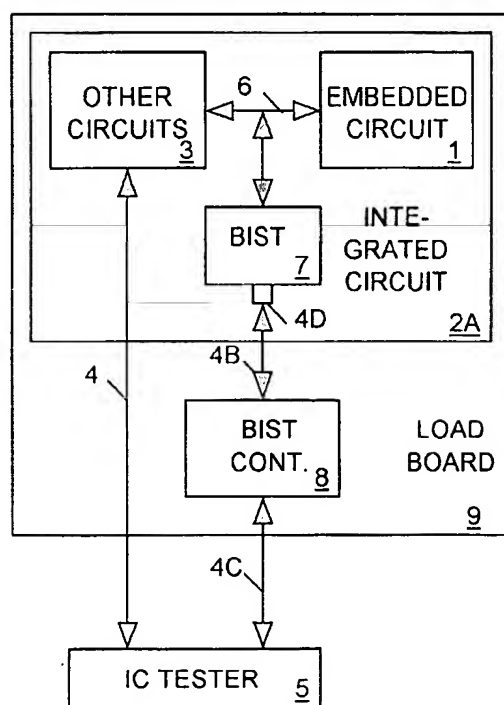 OTHER
CIRCUITS
3
6
EMBEDDED
CIRCUIT
1
BIST
7
INTE-
GRATED
CIRCUIT
2A
4D
4
4B
BIST
CONT.
8
LOAD
BOARD
9
4C
IC TESTER
5